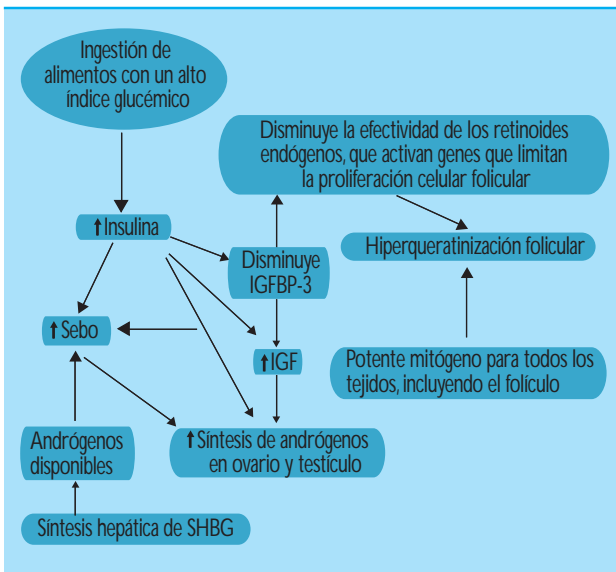 Ingestión de
alimentos con un alto
índice glucémico
Disminuye la efectividad de los retinoides
endógenos, que activan genes que limitan
la proliferación celular folicular
↑Insulina
Disminuye
IGFBP-3
Hiperqueratinización folicular
↑Sebo
↑IGF
Potente mitógeno para todos los
tejidos, incluyendo el folículo
Andrógenos
disponibles
↑Síntesis de andrógenos
en ovario y testículo
Síntesis hepática de SHBG